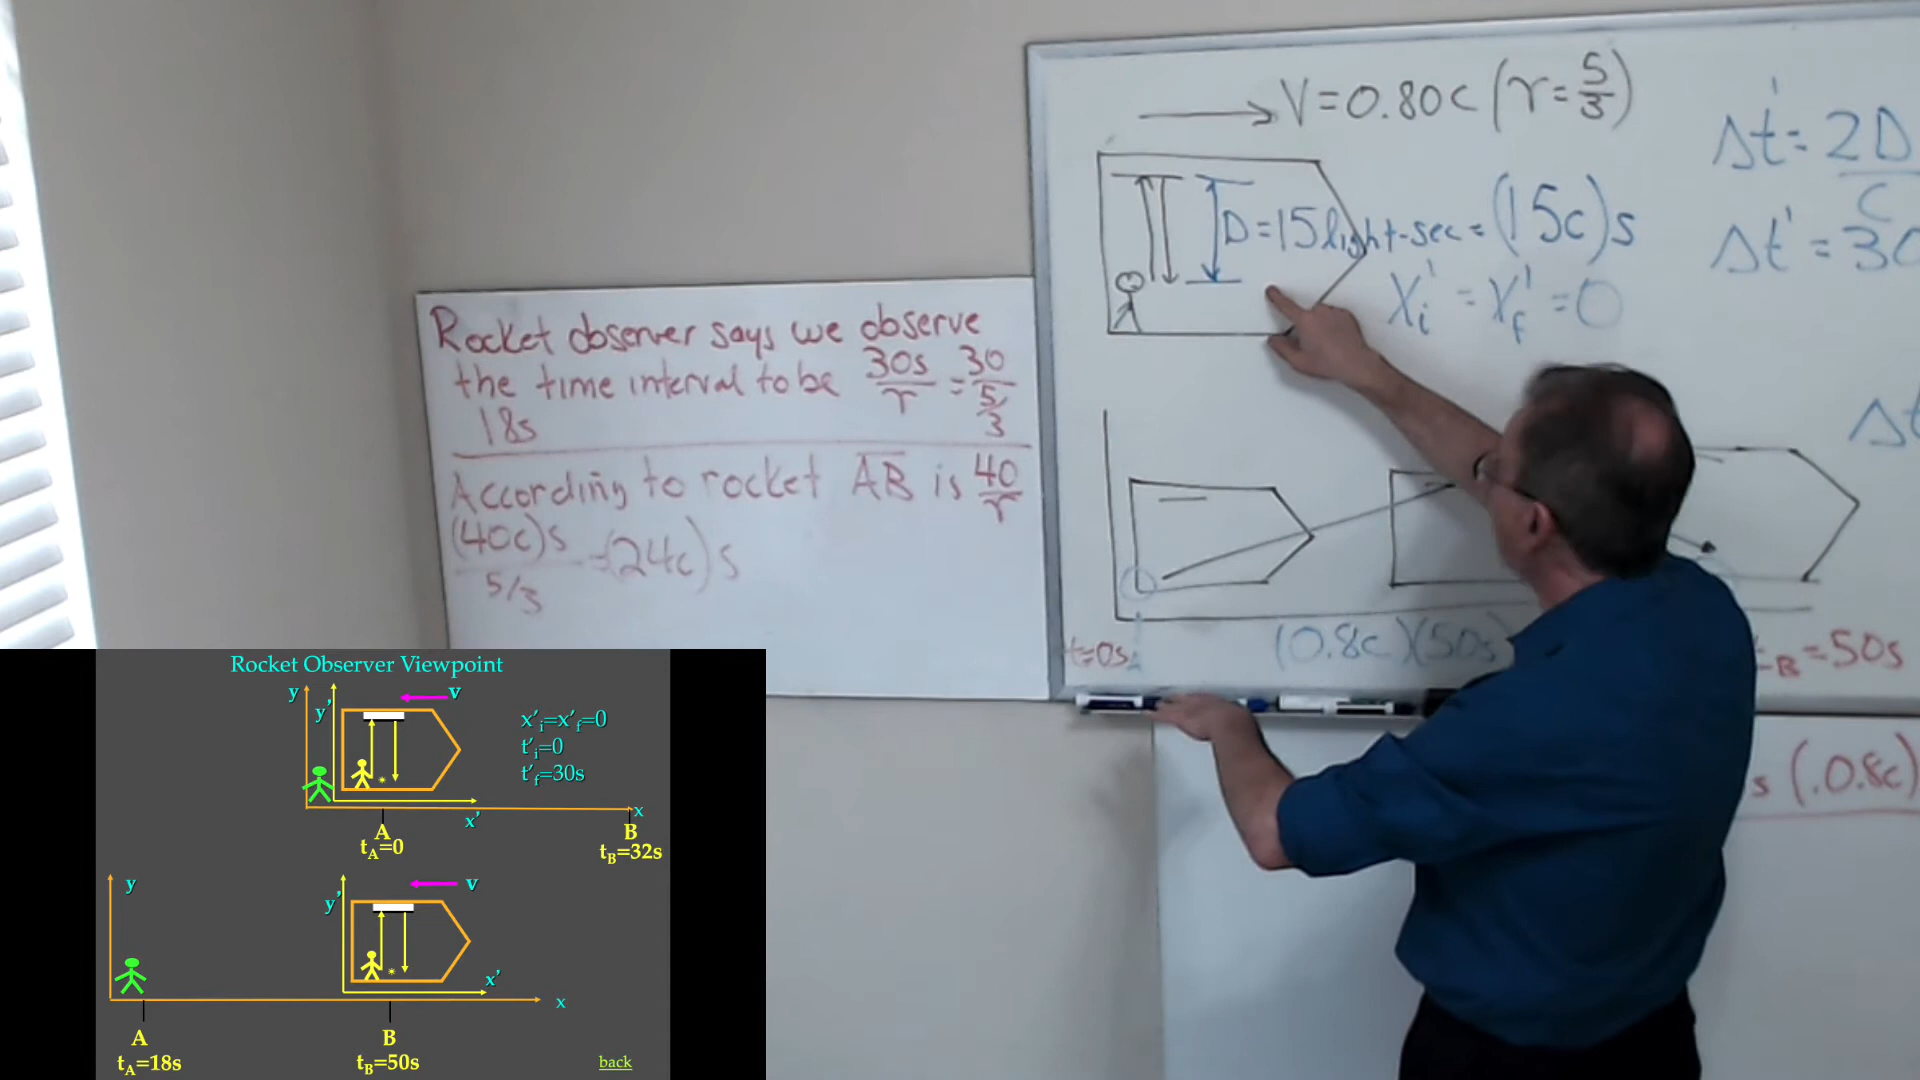 V=0.80c (γ=5/3)
Δt'=2D/c
Δt'=30
D=15light-sec=(15c)s
X'i = X'f =0
Rocket observer says we observe
the time interval to be 30s/γ = 30/(5/3)
18s
According to rocket AB is 40/γ
(40c)s/(5/3) =(24c)s
t=0s A
(0.8c)(50s)
tB=50s
s (.0.8c)
Rocket Observer Viewpoint
y
y'
v
x'i=x'f=0
t'i=0
t'f=30s
x
x'
A
tA=0
B
tB=32s
y
y'
v
x'
x
A
tA=18s
B
tB=50s
back